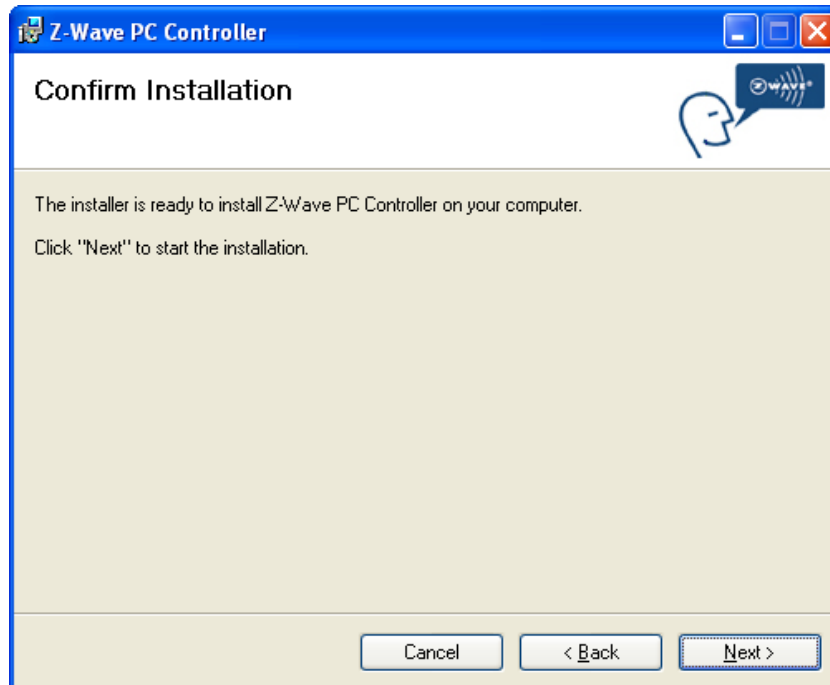 Z-Wave PC Controller
Confirm Installation
Z WAVE
The installer is ready to install Z-Wave PC Controller on your computer.
Click "Next" to start the installation.
Cancel
< Back
Next >